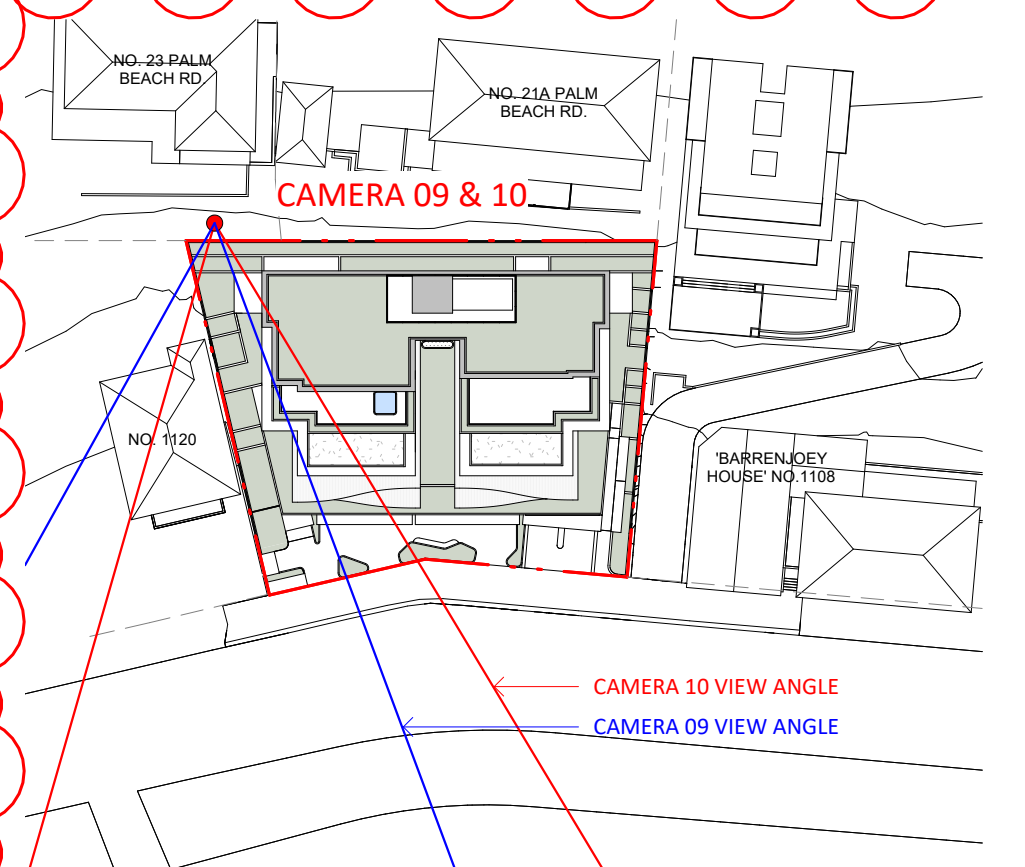 NO. 23 PALM
BEACH RD.
NO. 21A PALM
BEACH RD.
CAMERA 09 & 10
NO. 1120
'BARRENJOEY
HOUSE' NO.1108
CAMERA 10 VIEW ANGLE
CAMERA 09 VIEW ANGLE